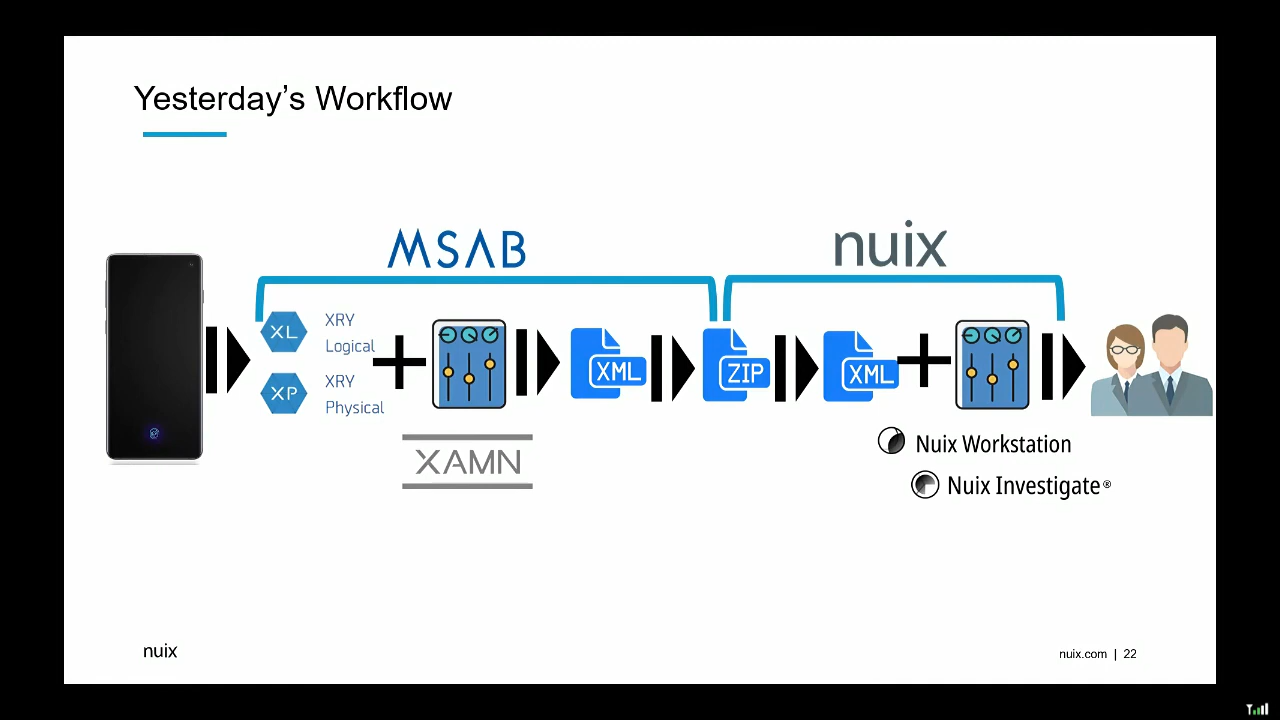 Yesterday’s Workflow
MSAB
nuix
XL
XRY
Logical
XP
XRY
Physical
XML
ZIP
XML
XAMN
Nuix Workstation
Nuix Investigate®
nuix
nuix.com | 22